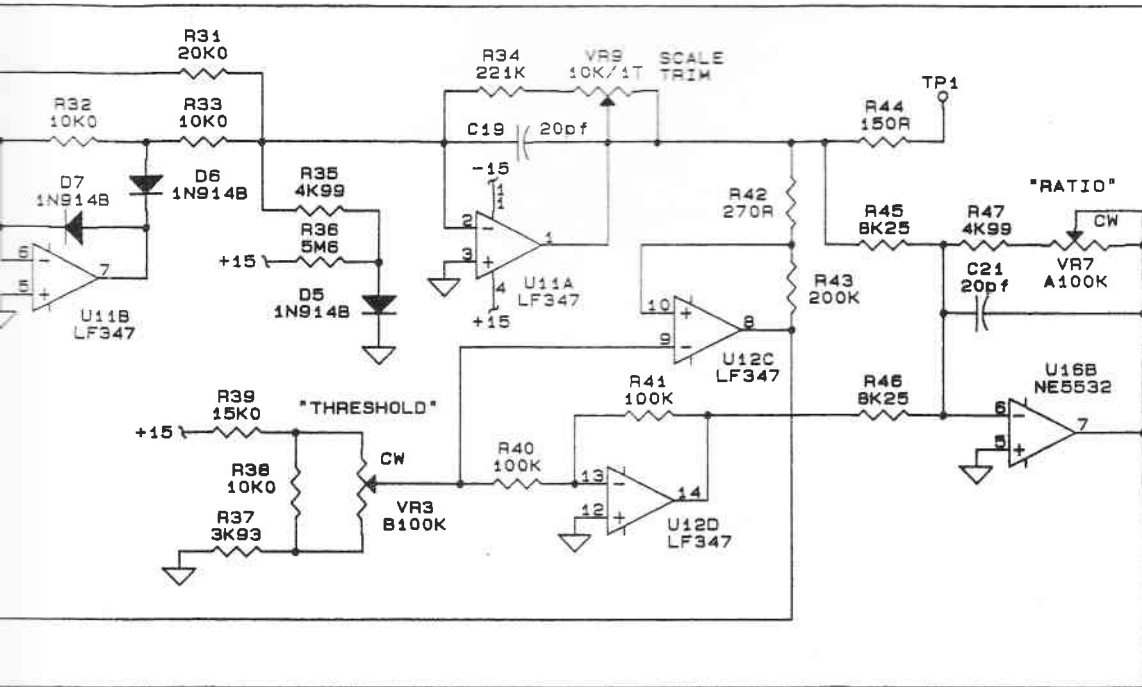 R31
20K0
R34
221K
VR9
10K/1T
SCALE
TRIM
TP1
R32
10K0
R33
10K0
C19
20pf
R44
150R
D7
1N914B
D6
1N914B
R35
4K99
-15
11
R42
270R
"RATIO"
R36
5M6
+15
2
-
1
3
+
R45
8K25
R47
4K99
CW
VR7
A100K
6
-
7
5
+
U11B
LF347
D5
1N914B
4
+15
U11A
LF347
R43
200K
C21
20pf
10
+
8
9
-
U12C
LF347
R39
15K0
"THRESHOLD"
+15
R41
100K
R46
8K25
U16B
NE5532
6
-
7
5
+
R38
10K0
CW
R40
100K
VR3
B100K
13
-
14
12
+
U12D
LF347
R37
3K93